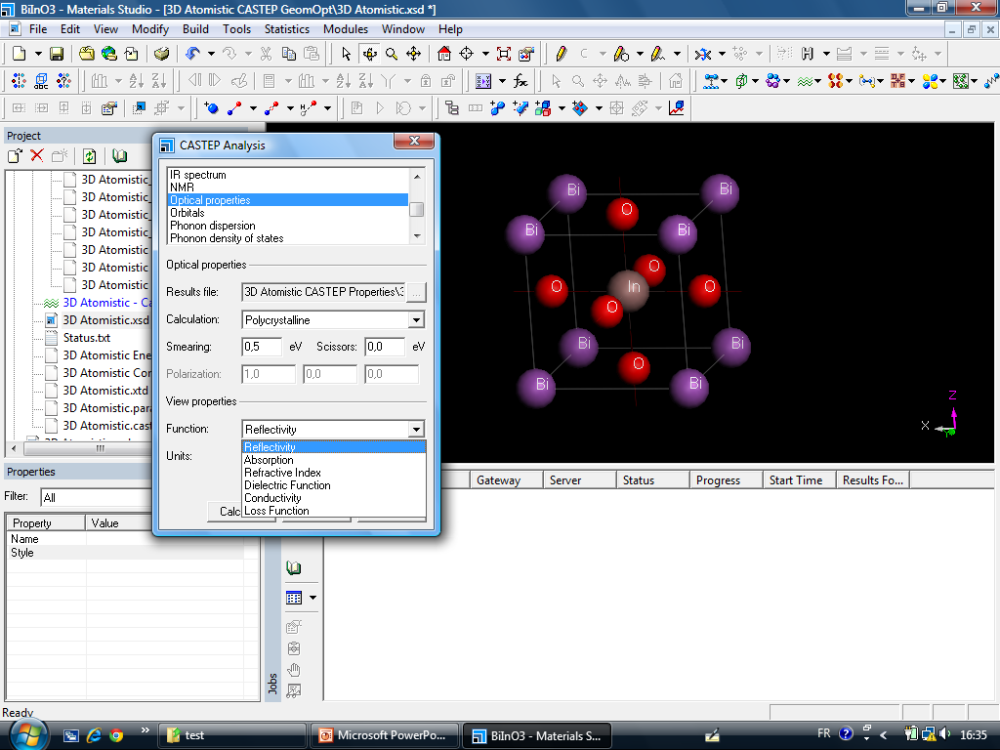 BiInO3 - Materials Studio - [3D Atomistic CASTEP GeomOpt\3D Atomistic.xsd *]
File Edit View Modify Build Tools Statistics Modules Window Help
Project
3D Atomistic_
3D Atomistic_
3D Atomistic_
3D Atomistic_
3D Atomistic_
3D Atomistic_
3D Atomistic_
3D Atomistic - Ca
3D Atomistic.xsd
Status.txt
3D Atomistic Ene
3D Atomistic Con
3D Atomistic.xtd
3D Atomistic.para
3D Atomistic.cast
Properties
Filter: All
Property Value
Name
Style
CASTEP Analysis
IR spectrum
NMR
Optical properties
Orbitals
Phonon dispersion
Phonon density of states
Optical properties
Results file: 3D Atomistic CASTEP Properties\3 ...
Calculation: Polycrystalline
Smearing: 0,5 eV Scissors: 0,0 eV
Polarization: 1,0 0,0 0,0
View properties
Function: Reflectivity
Reflectivity
Units:
Absorption
Refractive Index
Dielectric Function
Conductivity
Loss Function
Calc
Bi
Bi
O
Bi
Bi
O
O
In
O
O
Bi
Bi
O
Bi
Bi
Z
X
Gateway Server Status Progress Start Time Results Fo...
Jobs
Ready
test
Microsoft PowerPo...
BiInO3 - Materials S...
FR
16:35